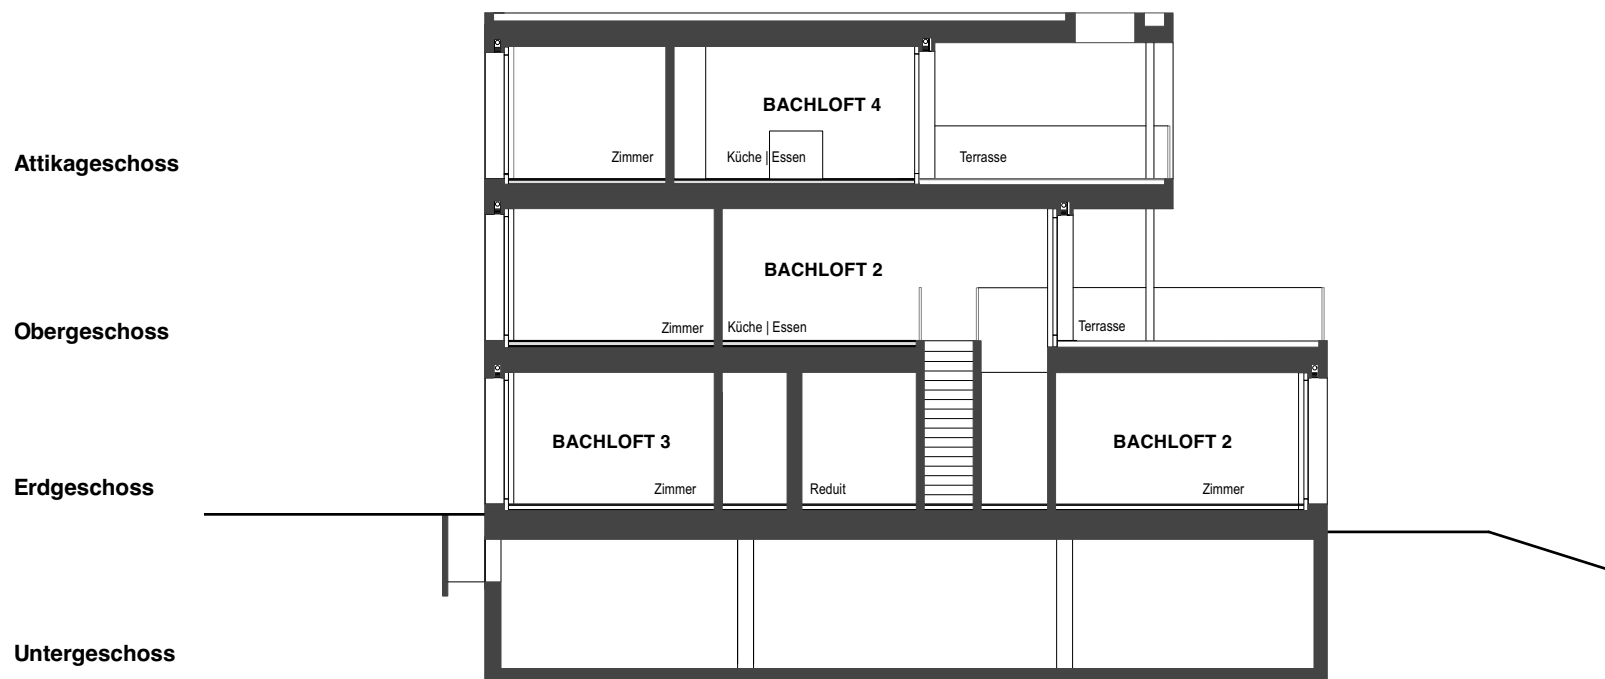 BACHLOFT 4
Zimmer
Küche | Essen
Terrasse
Attikageschoss
BACHLOFT 2
Zimmer
Küche | Essen
Terrasse
Obergeschoss
BACHLOFT 3
BACHLOFT 2
Zimmer
Reduit
Zimmer
Erdgeschoss
Untergeschoss